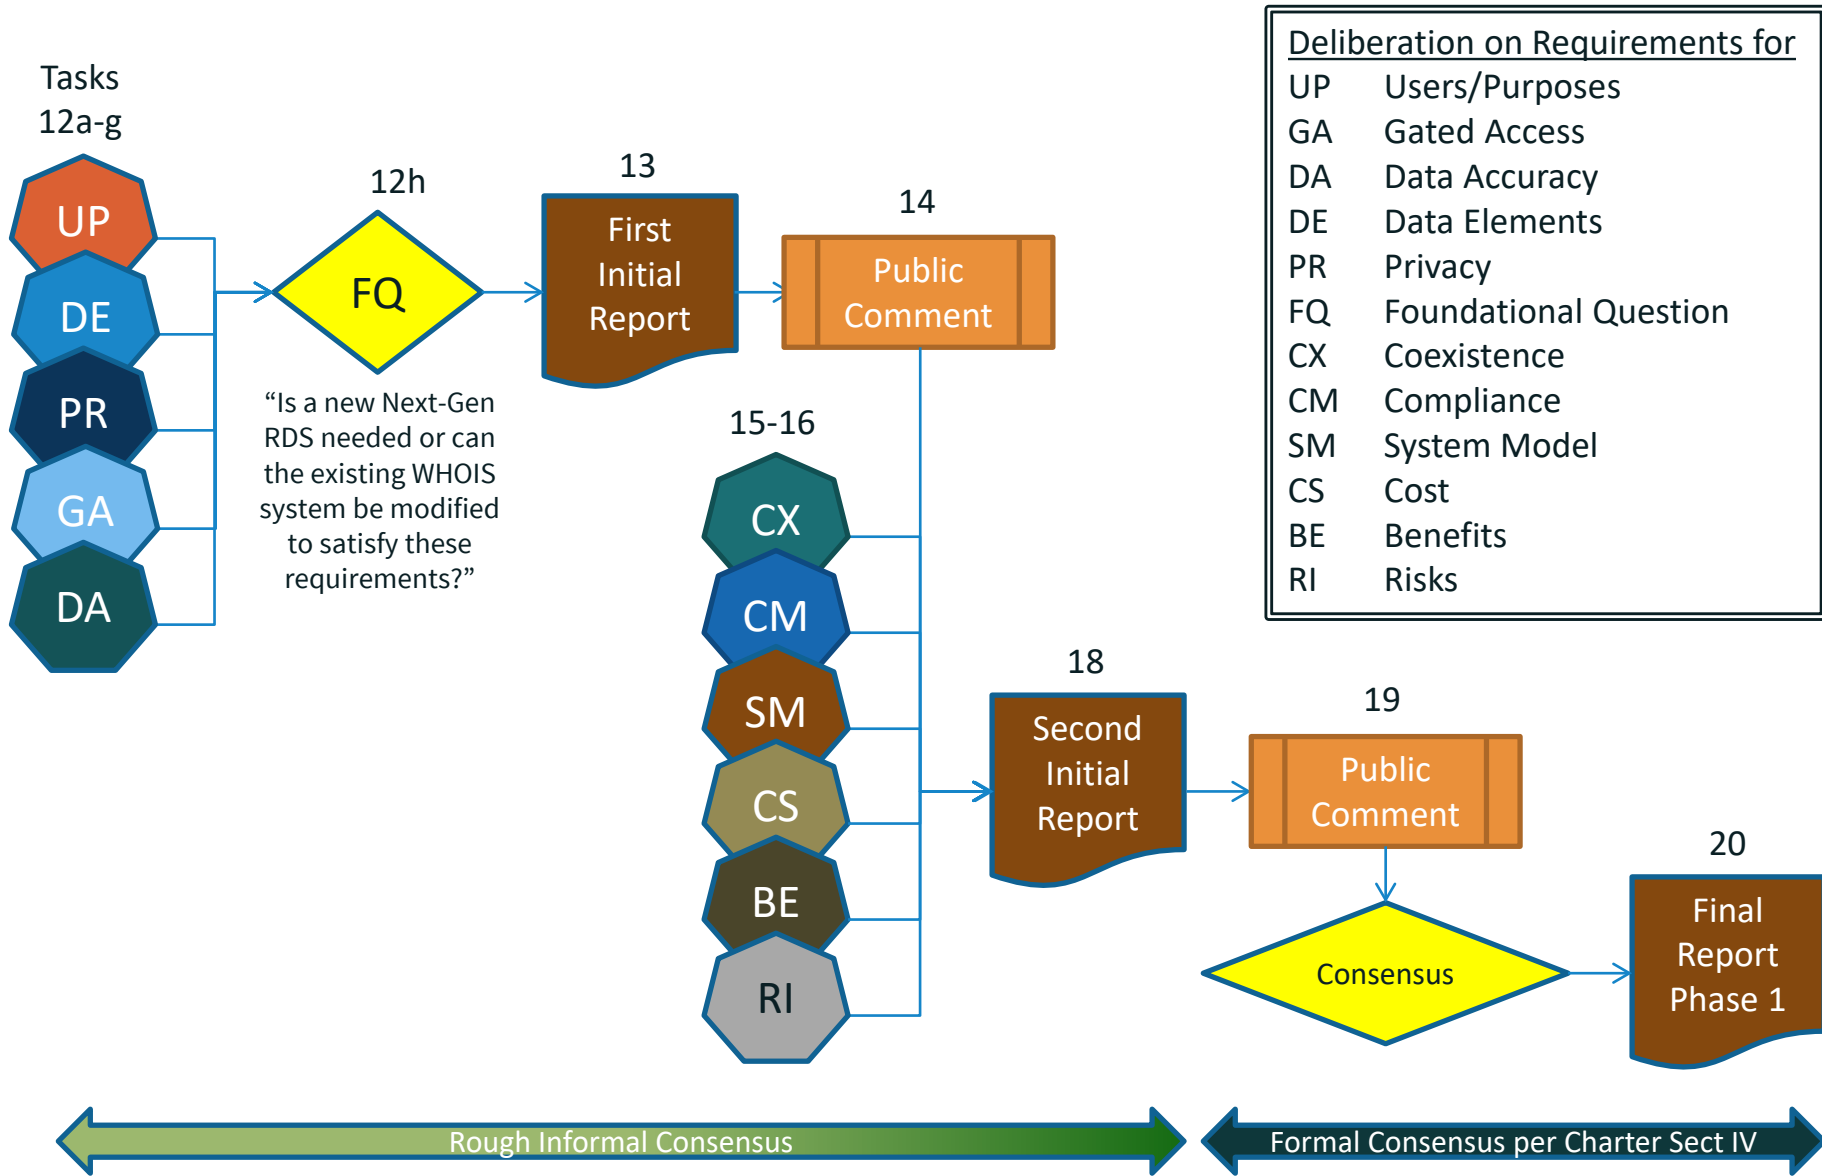 Tasks
12a-g
UP
DE
PR
GA
DA
12h
FQ
“Is a new Next-Gen
RDS needed or can
the existing WHOIS
system be modified
to satisfy these
requirements?”
13
First
Initial
Report
14
Public
Comment
15-16
CX
CM
SM
CS
BE
RI
18
Second
Initial
Report
19
Public
Comment
Consensus
20
Final
Report
Phase 1
Deliberation on Requirements for
UP Users/Purposes
GA Gated Access
DA Data Accuracy
DE Data Elements
PR Privacy
FQ Foundational Question
CX Coexistence
CM Compliance
SM System Model
CS Cost
BE Benefits
RI Risks
Rough Informal Consensus
Formal Consensus per Charter Sect IV